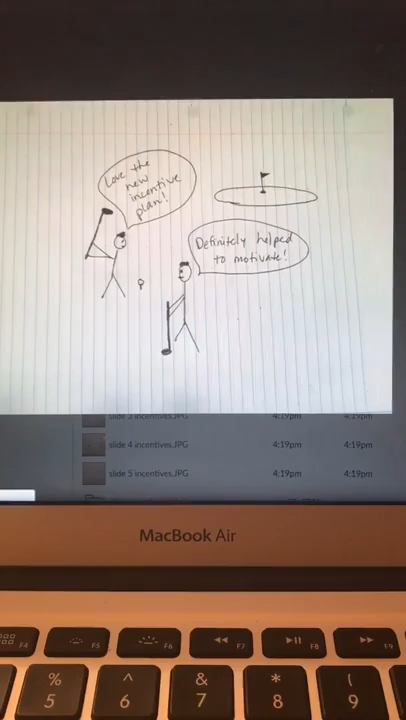 Love the
new
incentive
plan!
Definitely helped
to motivate!
slide 4 incentives.JPG 4:19pm 4:19pm
slide 5 incentives.JPG 4:19pm 4:19pm
MacBook Air
F4 F5 F6 F7 F8 F9
% ^ & * (
5 6 7 8 9